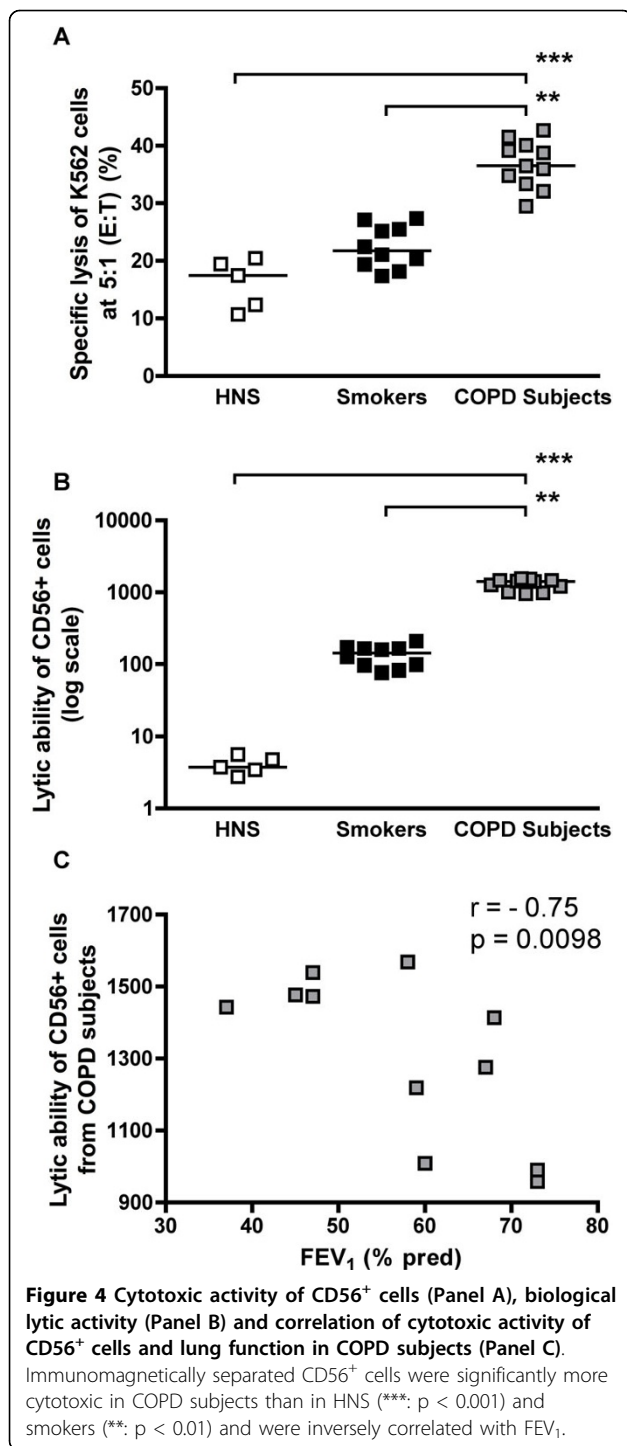 A
***
**
50
40
30
20
10
0
Specific lysis of K562 cells
at 5:1 (E:T) (%)
HNS Smokers COPD Subjects
***
B
**
10000
1000
100
10
1
Lytic ability of CD56+ cells
(log scale)
HNS Smokers COPD Subjects
C
r = - 0.75
p = 0.0098
1700
1500
1300
1100
900
Lytic ability of CD56+ cells
from COPD subjects
30 40 50 60 70 80
FEV₁ (% pred)
Figure 4 Cytotoxic activity of CD56⁺ cells (Panel A), biological
lytic activity (Panel B) and correlation of cytotoxic activity of
CD56⁺ cells and lung function in COPD subjects (Panel C).
Immunomagnetically separated CD56⁺ cells were significantly more
cytotoxic in COPD subjects than in HNS (***: p < 0.001) and
smokers (**: p < 0.01) and were inversely correlated with FEV₁.